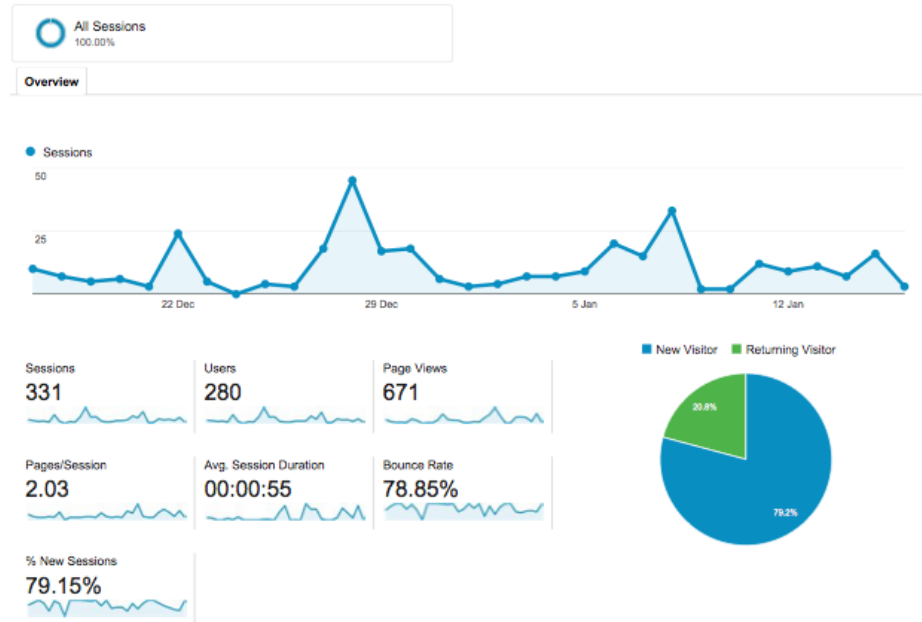 All Sessions
100.00%
Overview
Sessions
50
25
22 Dec
29 Dec
5 Jan
12 Jan
Sessions
331
Users
280
Page Views
671
New Visitor
Returning Visitor
20.8%
79.2%
Pages/Session
2.03
Avg. Session Duration
00:00:55
Bounce Rate
78.85%
% New Sessions
79.15%